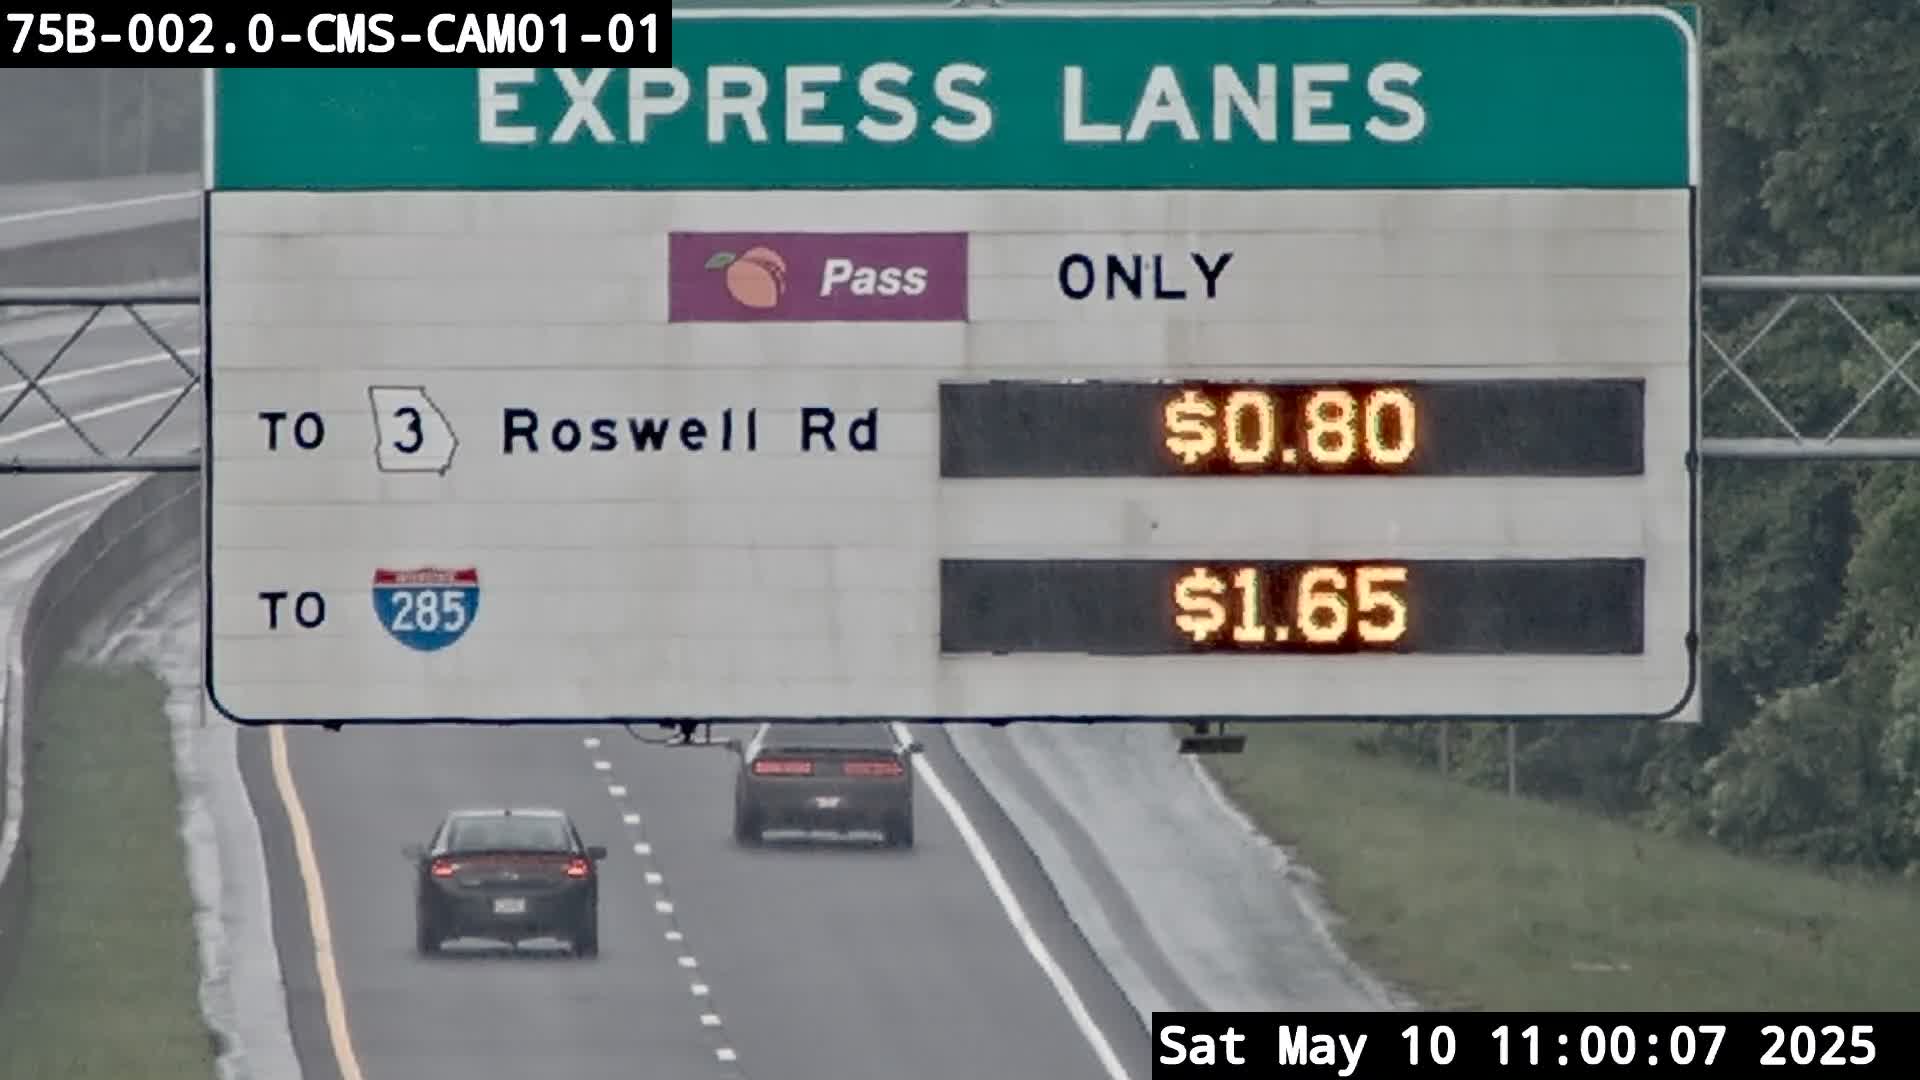 75B-002.0-CMS-CAM01-01
EXPRESS LANES
Pass ONLY
TO 3 Roswell Rd $0.80
TO 285 $1.65
Sat May 10 11:00:07 2025